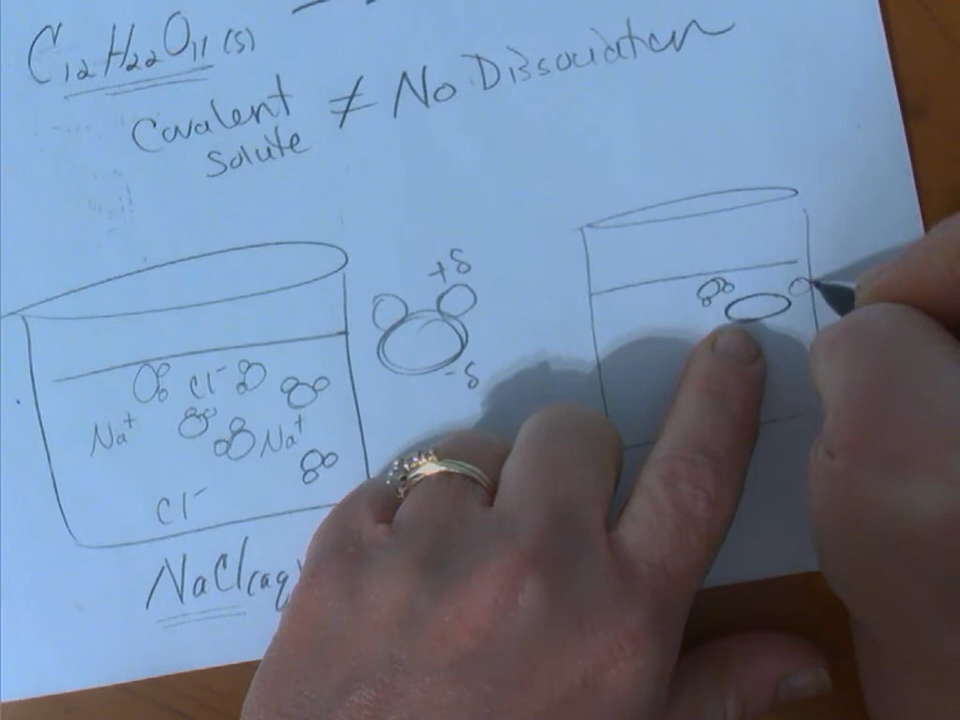 C₁₂H₂₂O₁₁ (s)
Covalent ≠ No Dissociation
Solute
+δ
-δ
Cl⁻
Na⁺ Na⁺
Cl⁻
NaCl(aq